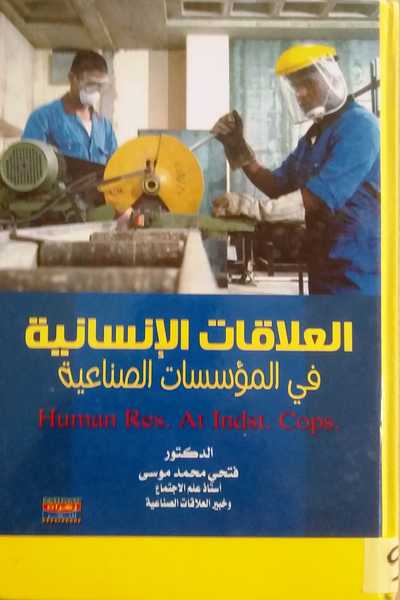 العلاقات الإنسانية
في المؤسسات الصناعية
Human Res. At Indst. Cops.
الدكتور
فتحي محمد موسى
أستاذ علم الاجتماع
وخبير العلاقات الصناعية
زهران